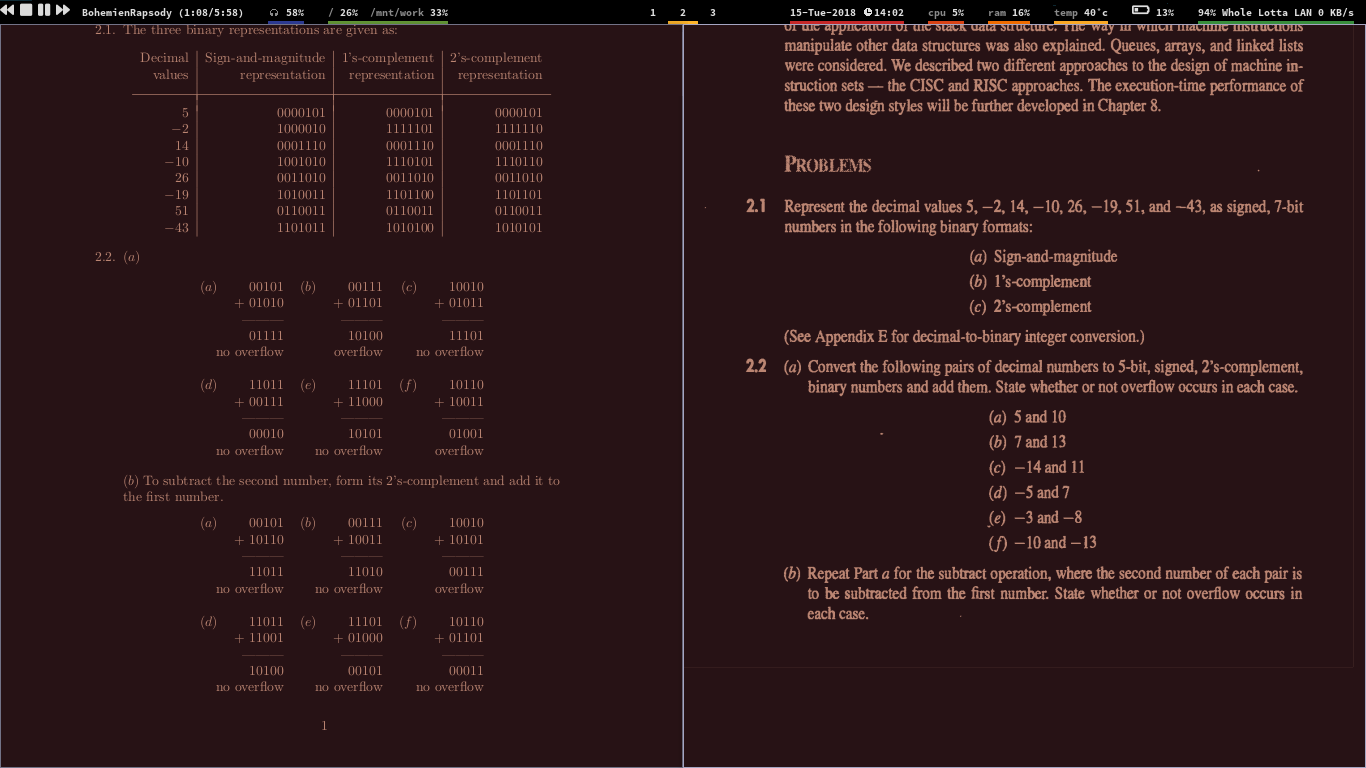 BohemienRapsody (1:08/5:58) 58% / 26% /mnt/work 33% 1 2 3 15-Tue-2018 14:02 cpu 5% ram 16% temp 40°c 13% 94% Whole Lotta LAN 0 KB/s
2.1. The three binary representations are given as:
Decimal Sign-and-magnitude 1's-complement 2's-complement
values representation representation representation
5 0000101 0000101 0000101
−2 1000010 1111101 1111110
14 0001110 0001110 0001110
−10 1001010 1110101 1110110
26 0011010 0011010 0011010
−19 1010011 1101100 1101101
51 0110011 0110011 0110011
−43 1101011 1010100 1010101
2.2. (a)
(a) 00101 (b) 00111 (c) 10010
+ 01010 + 01101 + 01011
01111 10100 11101
no overflow overflow no overflow
(d) 11011 (e) 11101 (f) 10110
+ 00111 + 11000 + 10011
00010 10101 01001
no overflow no overflow overflow
(b) To subtract the second number, form its 2's-complement and add it to
the first number.
(a) 00101 (b) 00111 (c) 10010
+ 10110 + 10011 + 10101
11011 11010 00111
no overflow no overflow overflow
(d) 11011 (e) 11101 (f) 10110
+ 11001 + 01000 + 01101
10100 00101 00011
no overflow no overflow no overflow
1
of the application of the stack data structure. The way in which machine instructions
manipulate other data structures was also explained. Queues, arrays, and linked lists
were considered. We described two different approaches to the design of machine in-
struction sets — the CISC and RISC approaches. The execution-time performance of
these two design styles will be further developed in Chapter 8.
PROBLEMS
2.1 Represent the decimal values 5, −2, 14, −10, 26, −19, 51, and −43, as signed, 7-bit
numbers in the following binary formats:
(a) Sign-and-magnitude
(b) 1's-complement
(c) 2's-complement
(See Appendix E for decimal-to-binary integer conversion.)
2.2 (a) Convert the following pairs of decimal numbers to 5-bit, signed, 2's-complement,
binary numbers and add them. State whether or not overflow occurs in each case.
(a) 5 and 10
(b) 7 and 13
(c) −14 and 11
(d) −5 and 7
(e) −3 and −8
(f) −10 and −13
(b) Repeat Part a for the subtract operation, where the second number of each pair is
to be subtracted from the first number. State whether or not overflow occurs in
each case.